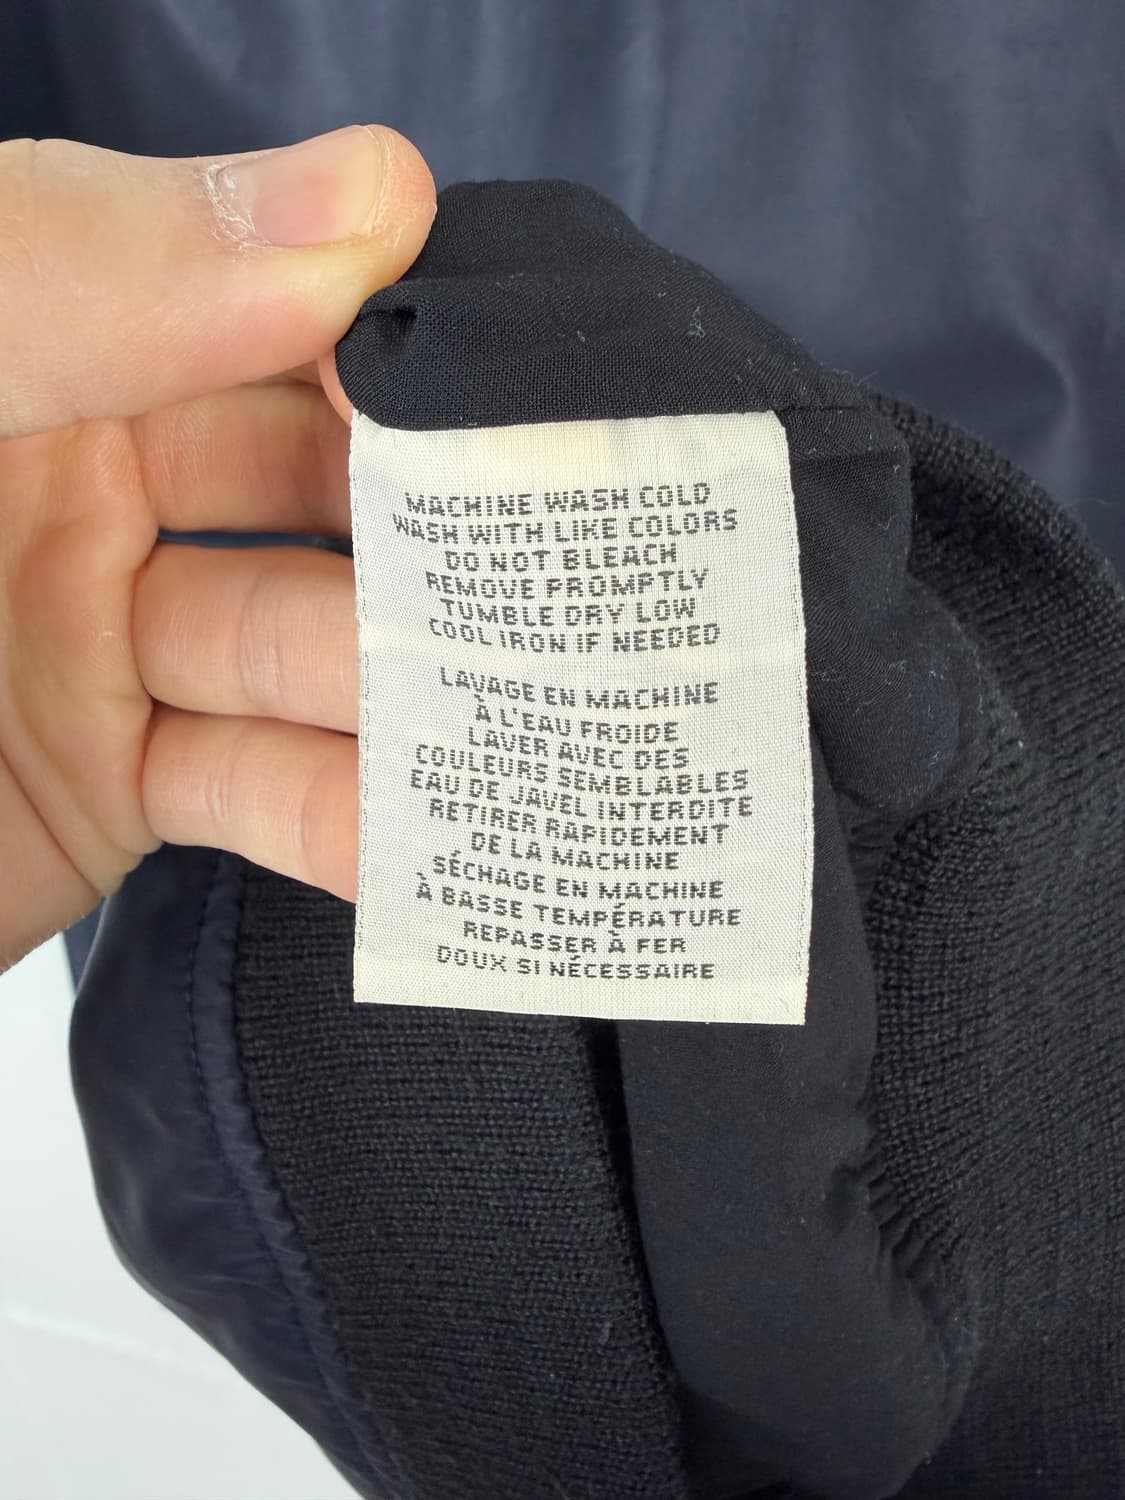 MACHINE WASH COLD
WASH WITH LIKE COLORS
DO NOT BLEACH
REMOVE PROMPTLY
TUMBLE DRY LOW
COOL IRON IF NEEDED
LAVAGE EN MACHINE
À L'EAU FROIDE
LAVER AVEC DES
COULEURS SEMBLABLES
EAU DE JAVEL INTERDITE
RETIRER RAPIDEMENT
DE LA MACHINE
SÉCHAGE EN MACHINE
À BASSE TEMPÉRATURE
REPASSER À FER
DOUX SI NÉCESSAIRE